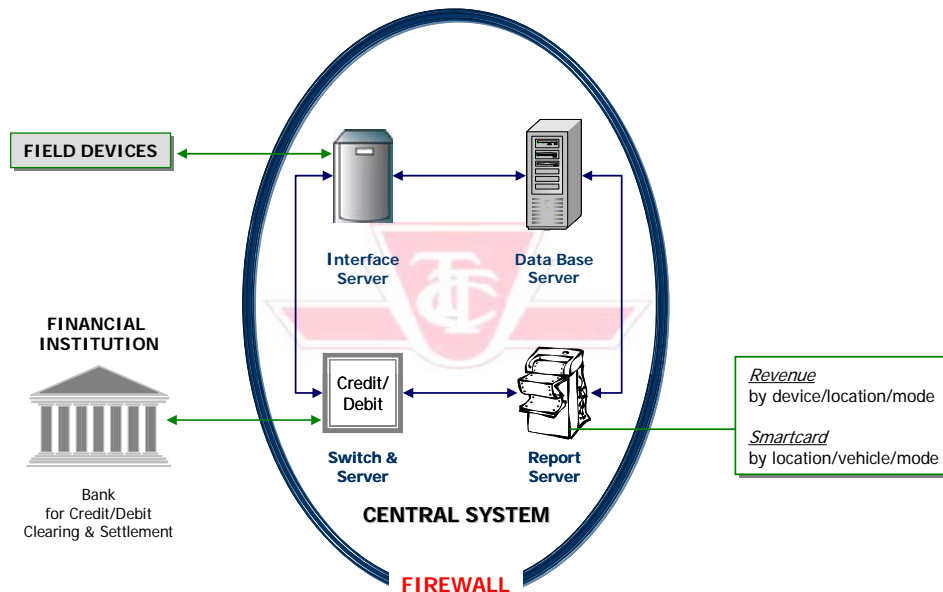 FIELD DEVICES
Interface
Server
Data Base
Server
TTC
FINANCIAL
INSTITUTION
Credit/
Debit
Revenue
by device/location/mode
Smartcard
by location/vehicle/mode
Switch &
Server
Report
Server
Bank
for Credit/Debit
Clearing & Settlement
CENTRAL SYSTEM
FIREWALL